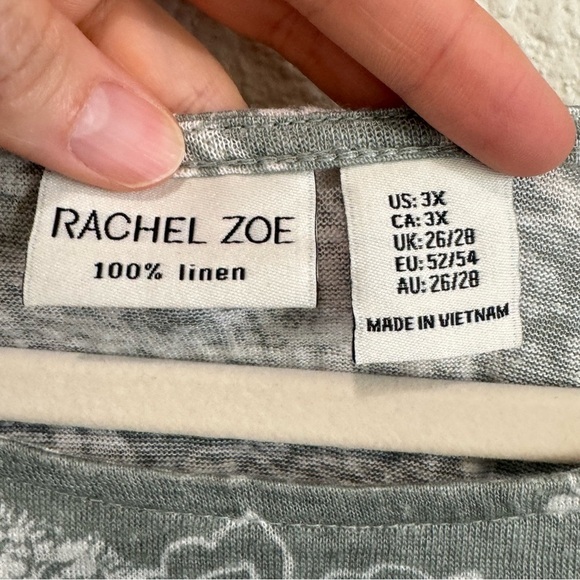 RACHEL ZOE
100% linen
US: 3X
CA: 3X
UK: 26/28
EU: 52/54
AU: 26/28
MADE IN VIETNAM